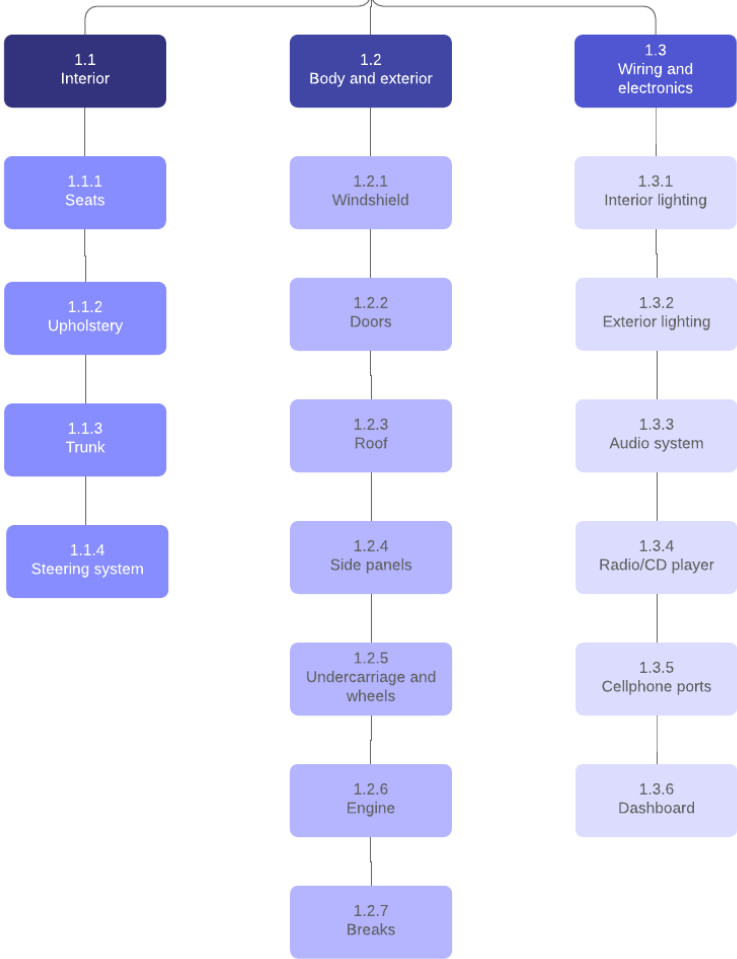 1.1
Interior
1.1.1
Seats
1.1.2
Upholstery
1.1.3
Trunk
1.1.4
Steering system
1.2
Body and exterior
1.2.1
Windshield
1.2.2
Doors
1.2.3
Roof
1.2.4
Side panels
1.2.5
Undercarriage and
wheels
1.2.6
Engine
1.2.7
Breaks
1.3
Wiring and
electronics
1.3.1
Interior lighting
1.3.2
Exterior lighting
1.3.3
Audio system
1.3.4
Radio/CD player
1.3.5
Cellphone ports
1.3.6
Dashboard